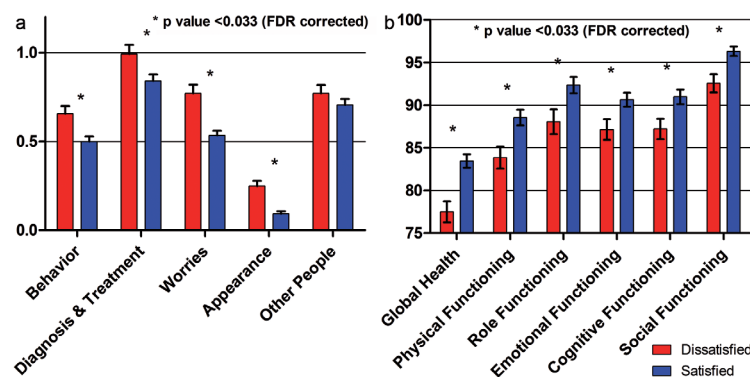 a
* p value <0.033 (FDR corrected)
1.0
0.5
0.0
*
*
*
*
Behavior
Diagnosis & Treatment
Worries
Appearance
Other People
b
* p value <0.033 (FDR corrected)
100
95
90
85
80
75
*
*
*
*
*
*
Global Health
Physical Functioning
Role Functioning
Emotional Functioning
Cognitive Functioning
Social Functioning
Dissatisfied
Satisfied